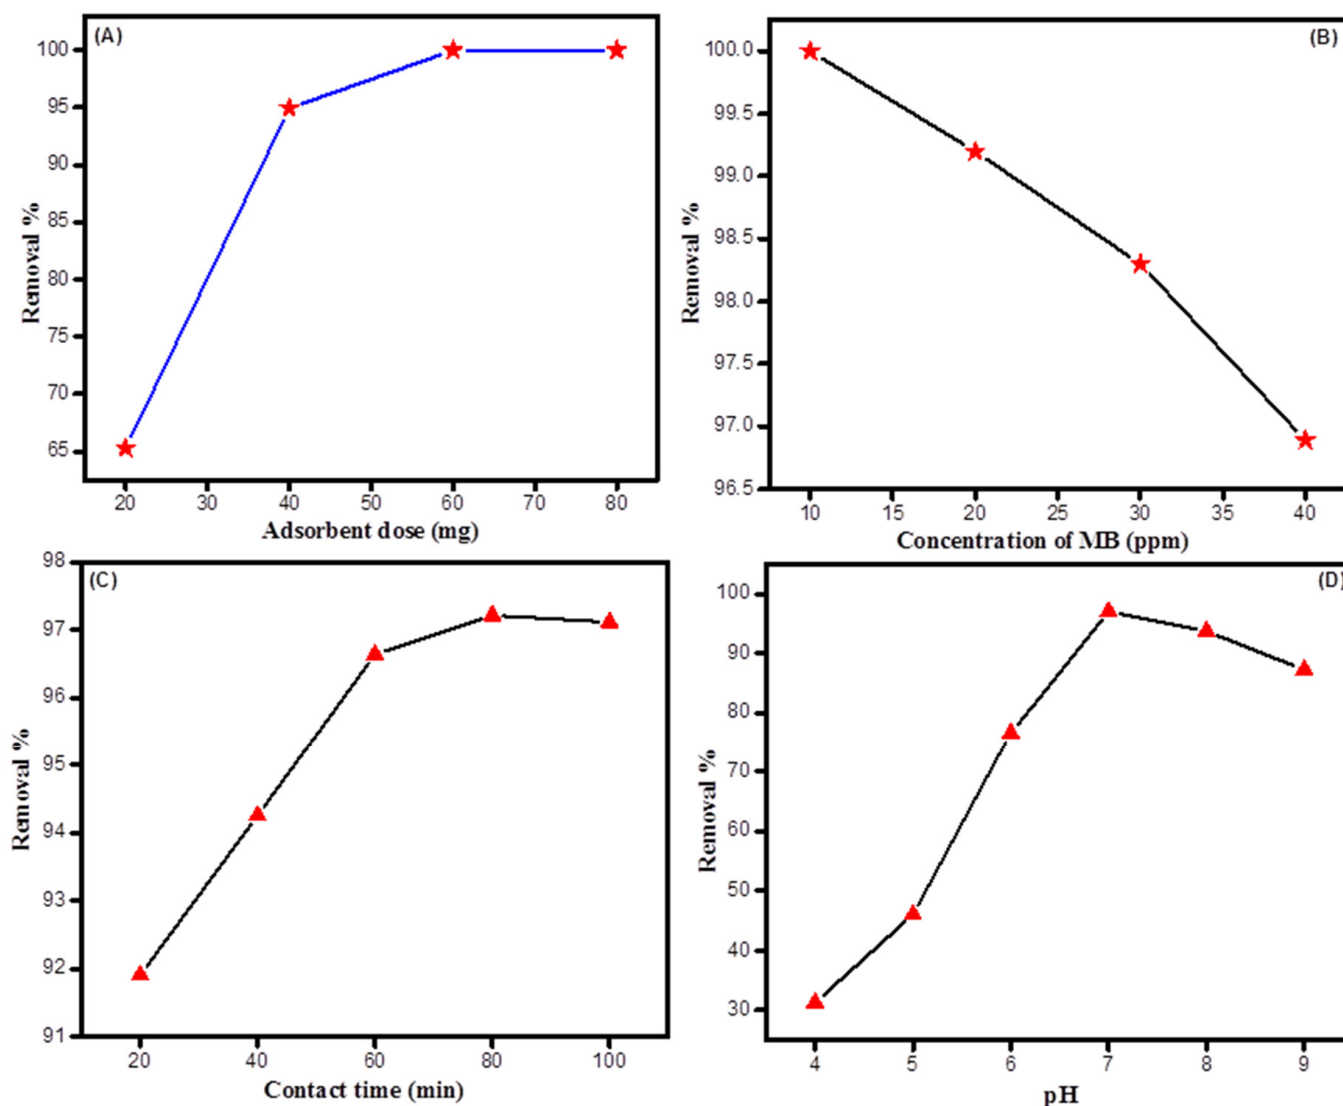 (A)
Removal %
100
95
90
85
80
75
70
65
20 30 40 50 60 70 80
Adsorbent dose (mg)
(B)
Removal %
100.0
99.5
99.0
98.5
98.0
97.5
97.0
96.5
10 15 20 25 30 35 40
Concentration of MB (ppm)
(C)
Removal %
98
97
96
95
94
93
92
91
20 40 60 80 100
Contact time (min)
(D)
Removal %
100
90
80
70
60
50
40
30
4 5 6 7 8 9
pH